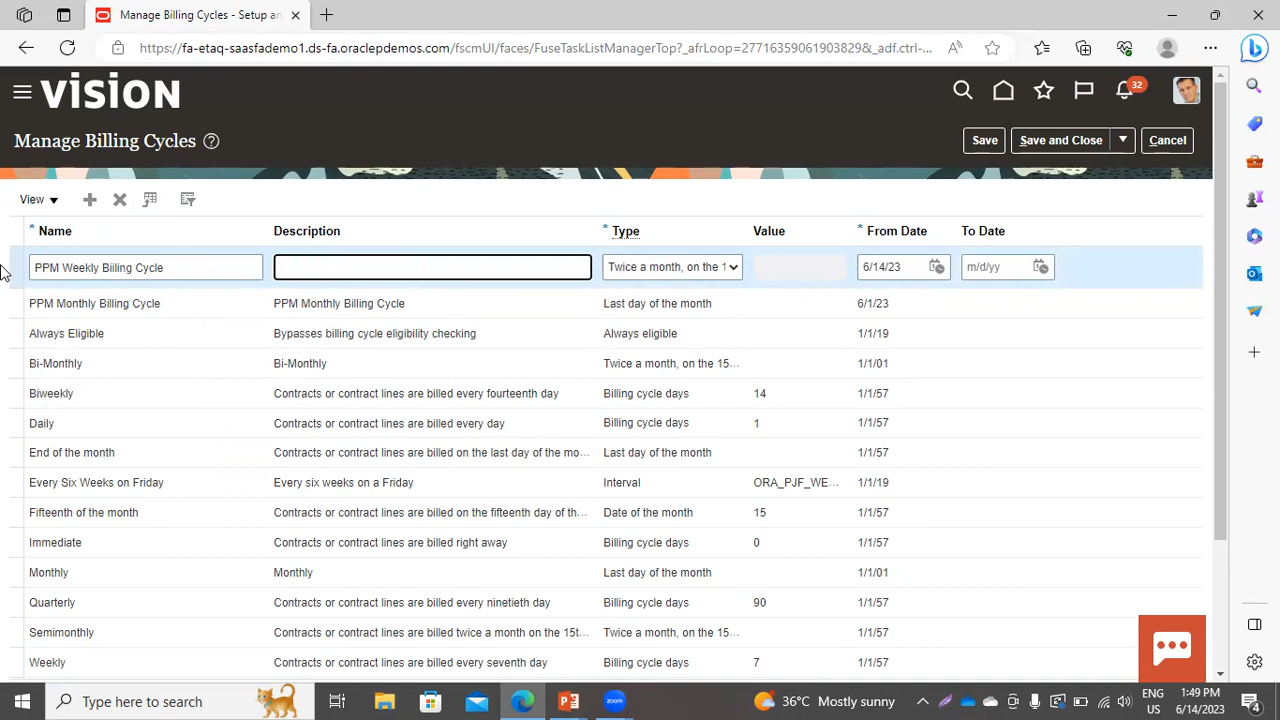 Manage Billing Cycles - Setup an
https://fa-etaq-saasfademo1.ds-fa.oraclepdemos.com/fscmUI/faces/FuseTaskListManagerTop?_afrLoop=277163590619038​29&_adf.ctrl-...
VISION
32
Manage Billing Cycles
Save
Save and Close
Cancel
View
* Name Description * Type Value * From Date To Date
PPM Weekly Biiling Cycle Twice a month, on the 1 6/14/23 m/d/yy
PPM Monthly Billing Cycle PPM Monthly Billing Cycle Last day of the month 6/1/23
Always Eligible Bypasses billing cycle eligibility checking Always eligible 1/1/19
Bi-Monthly Bi-Monthly Twice a month, on the 15... 1/1/01
Biweekly Contracts or contract lines are billed every fourteenth day Billing cycle days 14 1/1/57
Daily Contracts or contract lines are billed every day Billing cycle days 1 1/1/57
End of the month Contracts or contract lines are billed on the last day of the mo... Last day of the month 1/1/57
Every Six Weeks on Friday Every six weeks on a Friday Interval ORA_PJF_WE... 1/1/19
Fifteenth of the month Contracts or contract lines are billed on the fifteenth day of th... Date of the month 15 1/1/57
Immediate Contracts or contract lines are billed right away Billing cycle days 0 1/1/57
Monthly Monthly Last day of the month 1/1/01
Quarterly Contracts or contract lines are billed every ninetieth day Billing cycle days 90 1/1/57
Semimonthly Contracts or contract lines are billed twice a month on the 15t... Twice a month, on the 15... 1/1/57
Weekly Contracts or contract lines are billed every seventh day Billing cycle days 7 1/1/57
Type here to search
36°C Mostly sunny
ENG
US
1:49 PM
6/14/2023
4